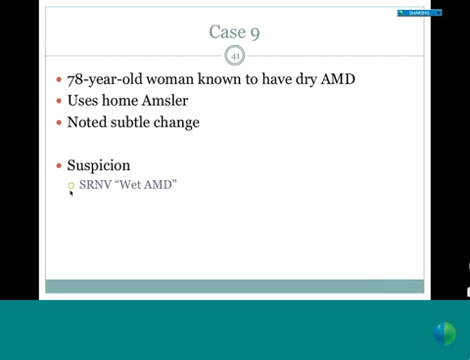 SHARING
Case 9
41
• 78-year-old woman known to have dry AMD
• Uses home Amsler
• Noted subtle change
• Suspicion
SRNV “Wet AMD”